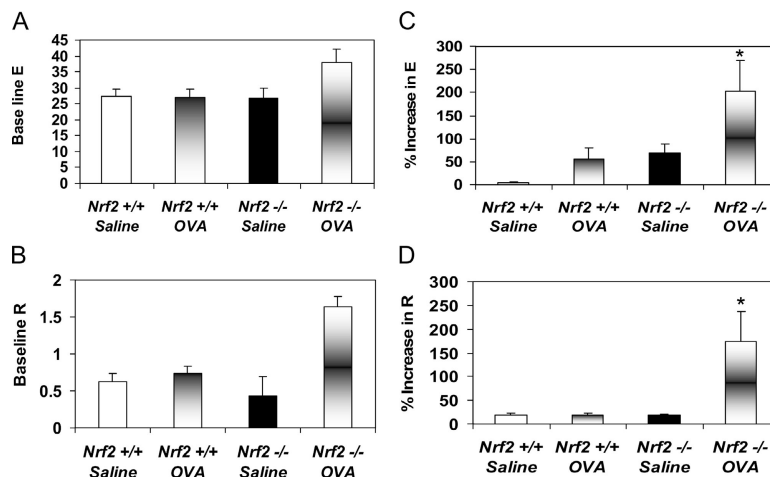 A
Base line E
45
40
35
30
25
20
15
10
5
0
Nrf2 +/+ Nrf2 +/+ Nrf2 -/- Nrf2 -/-
Saline OVA Saline OVA
B
Baseline R
2
1.5
1
0.5
0
Nrf2 +/+ Nrf2 +/+ Nrf2 -/- Nrf2 -/-
Saline OVA Saline OVA
C
% Increase in E
300
250
200
150
100
50
0
*
Nrf2 +/+ Nrf2 +/+ Nrf2 -/- Nrf2 -/-
Saline OVA Saline OVA
D
% Increase in R
300
250
200
150
100
50
0
*
Nrf2 +/+ Nrf2 +/+ Nrf2 -/- Nrf2 -/-
Saline OVA Saline OVA